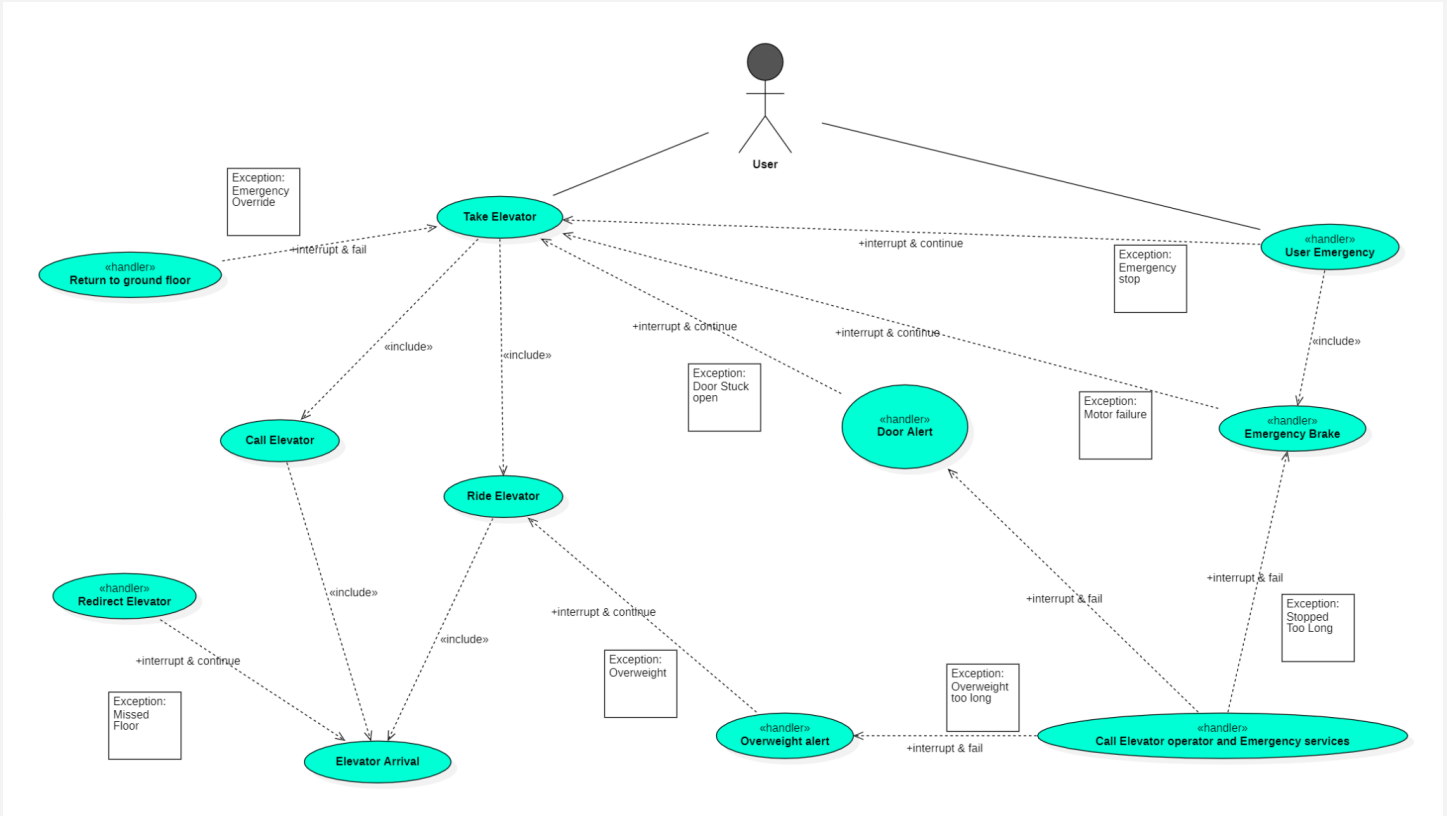 User
Exception:
Emergency
Override
Take Elevator
+interrupt & fail
+interrupt & continue
«handler»
User Emergency
«handler»
Return to ground floor
Exception:
Emergency
stop
+interrupt & continue
+interrupt & continue
«include»
«include»
«include»
Exception:
Door Stuck
open
Exception:
Motor failure
«handler»
Door Alert
«handler»
Emergency Brake
Call Elevator
Ride Elevator
«handler»
Redirect Elevator
«include»
+interrupt & continue
+interrupt & fail
+interrupt & fail
Exception:
Stopped
Too Long
«include»
+interrupt & continue
Exception:
Overweight
Exception:
Overweight
too long
Exception:
Missed
Floor
«handler»
Overweight alert
«handler»
Call Elevator operator and Emergency services
+interrupt & fail
Elevator Arrival